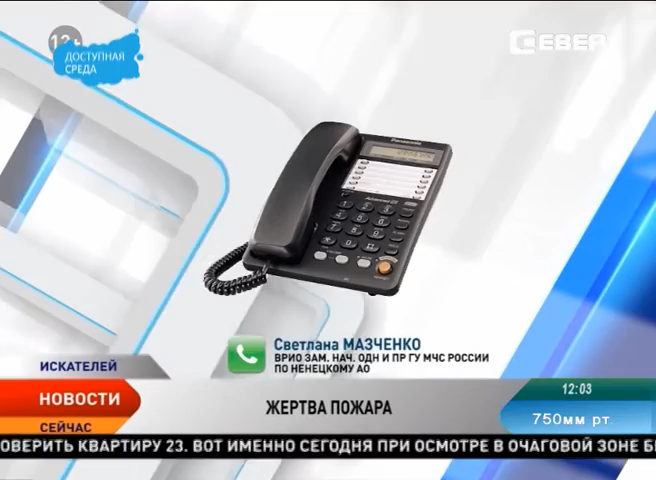 12+
ДОСТУПНАЯ
СРЕДА
СЕВЕР
Panasonic
Светлана МАЗЧЕНКО
ВРИО ЗАМ. НАЧ. ОДН И ПР ГУ МЧС РОССИИ
ПО НЕНЕЦКОМУ АО
ИСКАТЕЛЕЙ
НОВОСТИ
СЕЙЧАС
ЖЕРТВА ПОЖАРА
12:03
750мм рт.
ОВЕРИТЬ КВАРТИРУ 23. ВОТ ИМЕННО СЕГОДНЯ ПРИ ОСМОТРЕ В ОЧАГОВОЙ ЗОНЕ Б